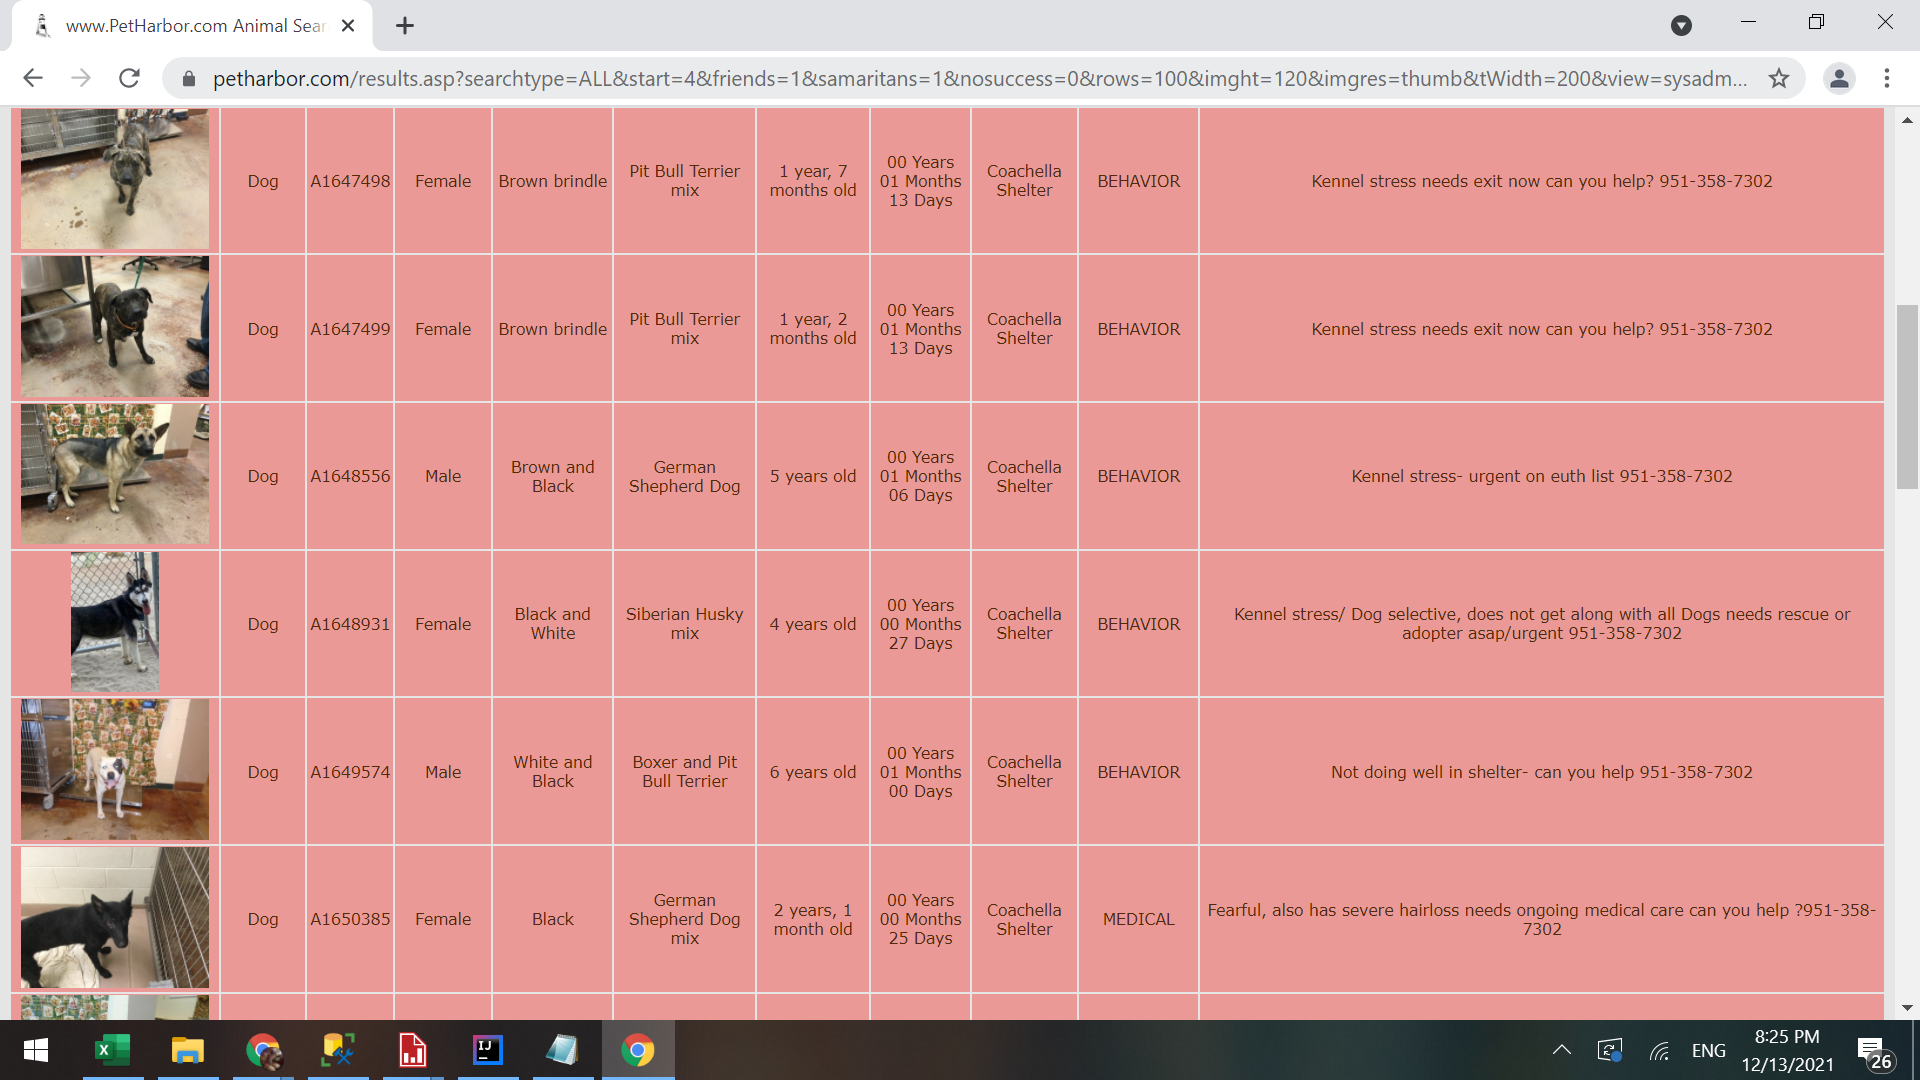 www.PetHarbor.com Animal Sear
petharbor.com/results.asp?searchtype=ALL&start=4&friends=1&samaritans=1&nosuccess=0&rows=100&imght=120&imgres=thumb&tWidth=200&view=sysadm...
Dog A1647498 Female Brown brindle Pit Bull Terrier mix 1 year, 7 months old 00 Years 01 Months 13 Days Coachella Shelter BEHAVIOR Kennel stress needs exit now can you help? 951-358-7302
Dog A1647499 Female Brown brindle Pit Bull Terrier mix 1 year, 2 months old 00 Years 01 Months 13 Days Coachella Shelter BEHAVIOR Kennel stress needs exit now can you help? 951-358-7302
Dog A1648556 Male Brown and Black German Shepherd Dog 5 years old 00 Years 01 Months 06 Days Coachella Shelter BEHAVIOR Kennel stress- urgent on euth list 951-358-7302
Dog A1648931 Female Black and White Siberian Husky mix 4 years old 00 Years 00 Months 27 Days Coachella Shelter BEHAVIOR Kennel stress/ Dog selective, does not get along with all Dogs needs rescue or adopter asap/urgent 951-358-7302
Dog A1649574 Male White and Black Boxer and Pit Bull Terrier 6 years old 00 Years 01 Months 00 Days Coachella Shelter BEHAVIOR Not doing well in shelter- can you help 951-358-7302
Dog A1650385 Female Black German Shepherd Dog mix 2 years, 1 month old 00 Years 00 Months 25 Days Coachella Shelter MEDICAL Fearful, also has severe hairloss needs ongoing medical care can you help ?951-358-7302
IJ
ENG
8:25 PM
12/13/2021
26